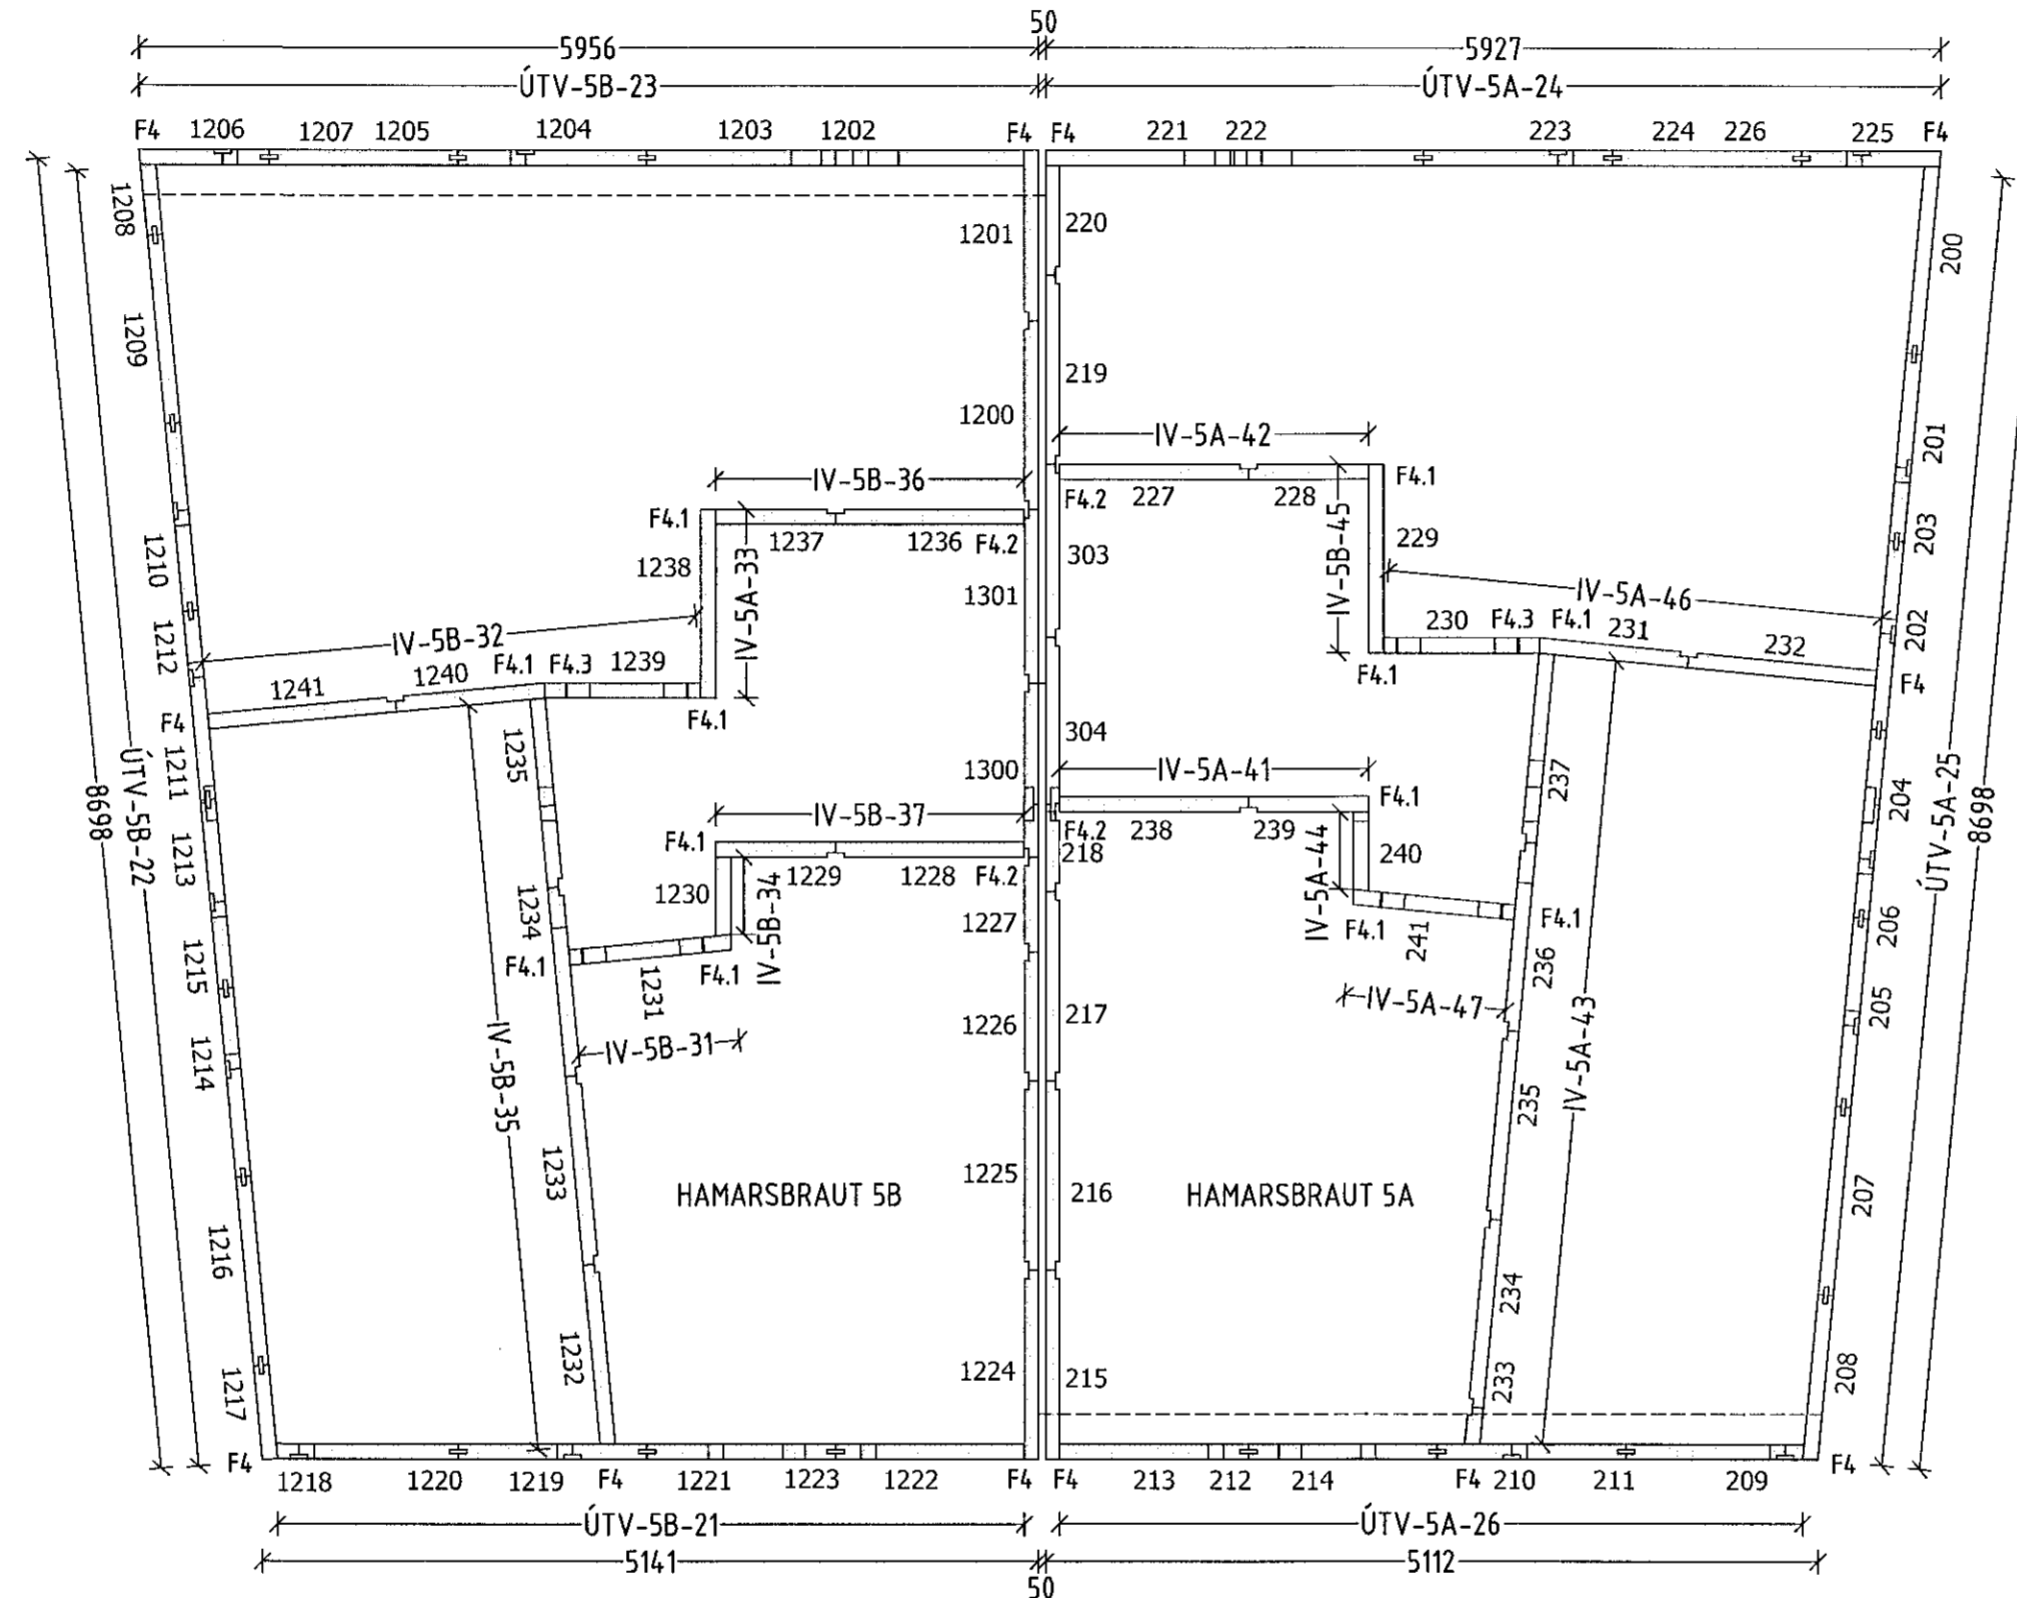 50
5956 5927
ÚTV-5B-23 ÚTV-5A-24
F4 1206 1207 1205 1204 1203 1202 F4 F4 221 222 223 224 226 225 F4
1208
1209
1210
1212
F4
1211
1213
1215
1214
1216
1217
F4
8698
ÚTV-5B-22
1201
1200
IV-5B-36
F4.1
1237 1236 F4.2
1238
IV-5A-33
1301
IV-5B-32
1241 1240 F4.1 F4.3 1239
F4.1
1235
1300
IV-5B-37
F4.1
1229 1228 F4.2
1230
IV-5B-34
1234
1227
F4.1
1231
F4.1
IV-5B-31
1226
IV-5B-35
1233
1225
HAMARSBRAUT 5B
1232
1224
220
219
IV-5A-42
F4.1
F4.2 227 228
IV-5B-45
229
303
IV-5A-46
230 F4.3 F4.1 231 232
F4.1
F4
304
IV-5A-41
F4.1
F4.2 238 239
218
IV-5A-44
240
237
F4.1
241
F4.1
236
IV-5A-47
217
IV-5A-43
235
216
HAMARSBRAUT 5A
234
233
215
200
201
203
202
204
206
205
207
208
ÚTV-5A-25
8698
F4
1218 1220 1219 F4 1221 1223 1222 F4 F4 213 212 214 F4 210 211 209
ÚTV-5B-21 ÚTV-5A-26
5141 5112
50